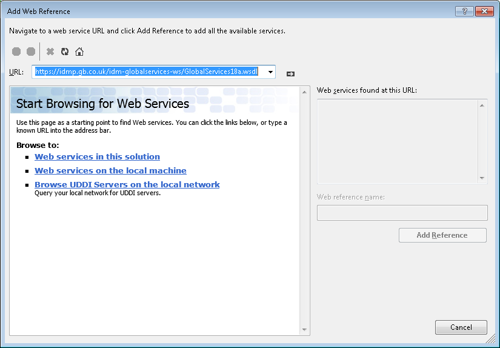 Add Web Reference
Navigate to a web service URL and click Add Reference to add all the available services.
URL: https://idmp.gb.co.uk/idm-globalservices-ws/GlobalServices18a.wsdl
Start Browsing for Web Services
Use this page as a starting point to find Web services. You can click the links below, or type a
known URL into the address bar.
Browse to:
Web services in this solution
Web services on the local machine
Browse UDDI Servers on the local network
Query your local network for UDDI servers.
Web services found at this URL:
Web reference name:
Add Reference
Cancel